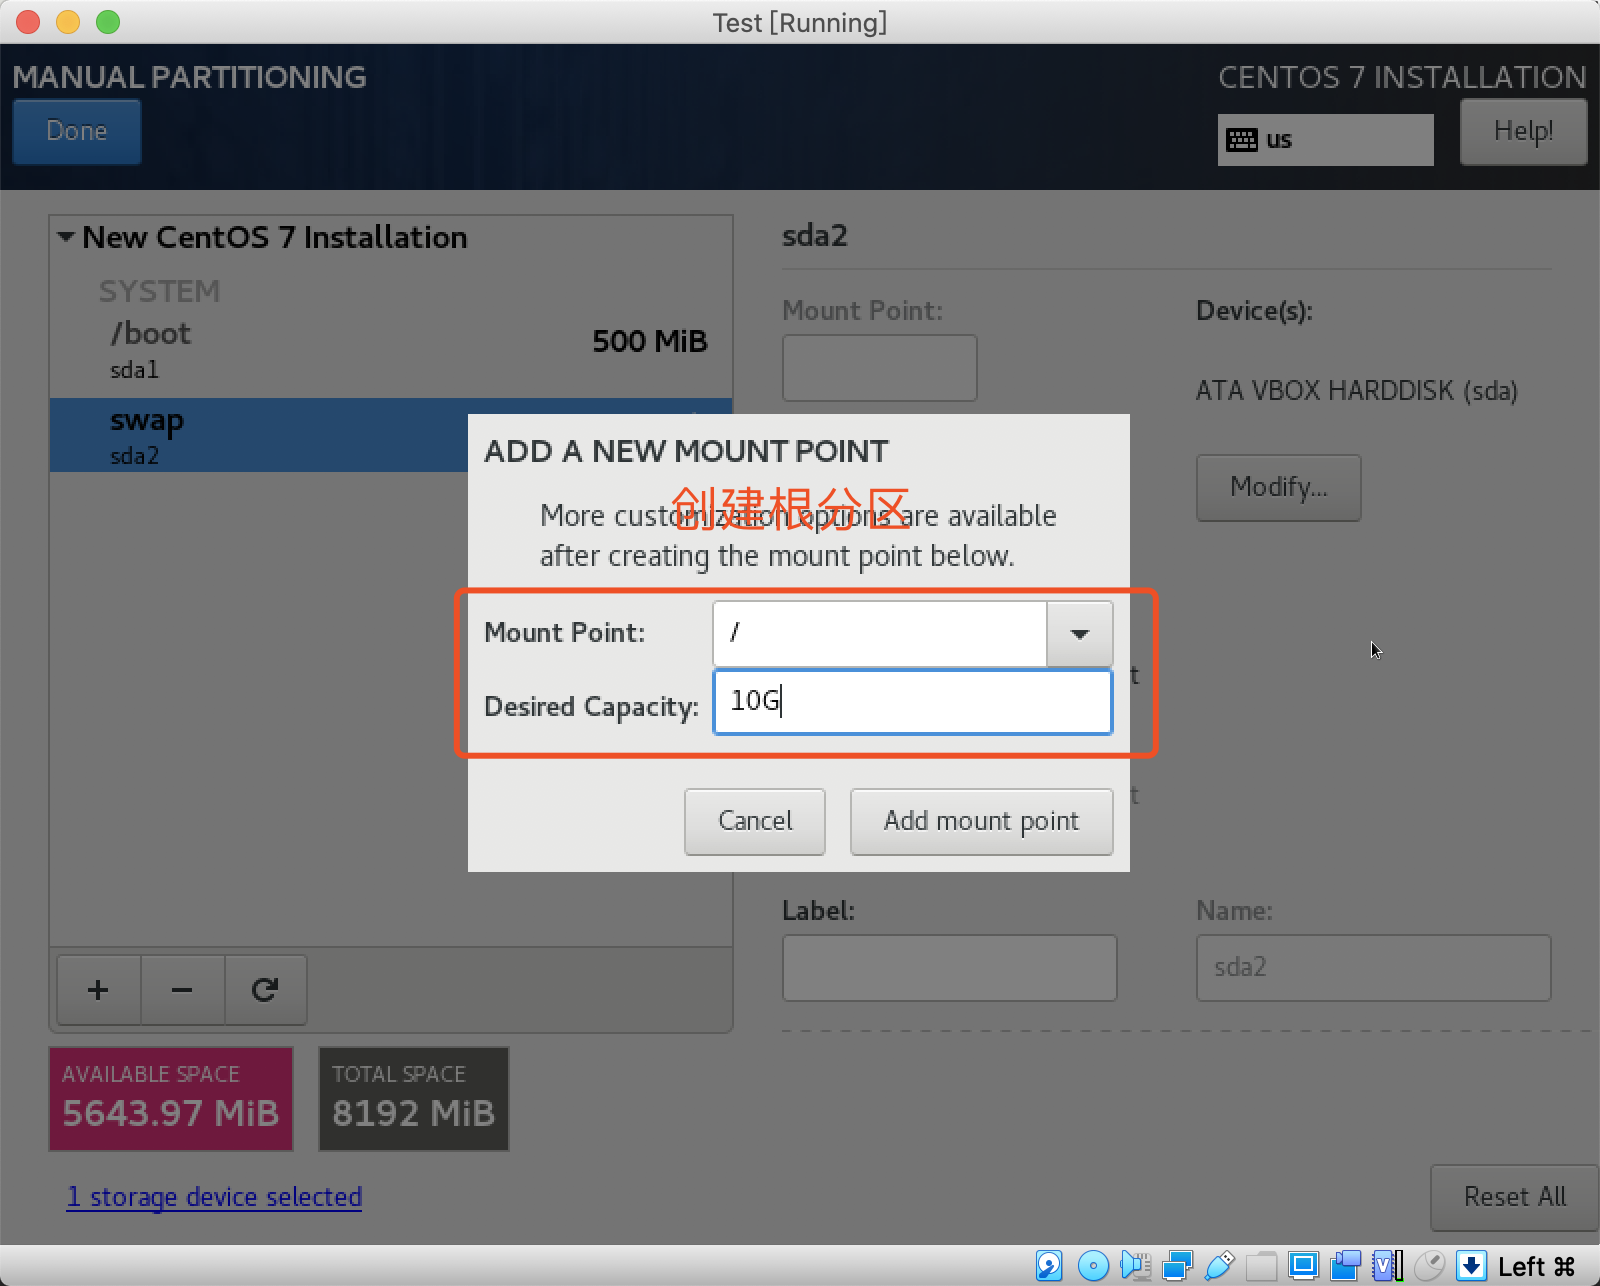 Test [Running]
MANUAL PARTITIONING
CENTOS 7 INSTALLATION
Done
us
Help!
New CentOS 7 Installation
SYSTEM
/boot
500 MiB
sda1
swap
sda2
sda2
Mount Point:
Device(s):
ATA VBOX HARDDISK (sda)
Modify...
ADD A NEW MOUNT POINT
创建根分区
More customization options are available
after creating the mount point below.
Mount Point:
/
Desired Capacity:
10G
t
t
Cancel
Add mount point
Label:
Name:
sda2
+
−
AVAILABLE SPACE
5643.97 MiB
TOTAL SPACE
8192 MiB
1 storage device selected
Reset All
Left ⌘